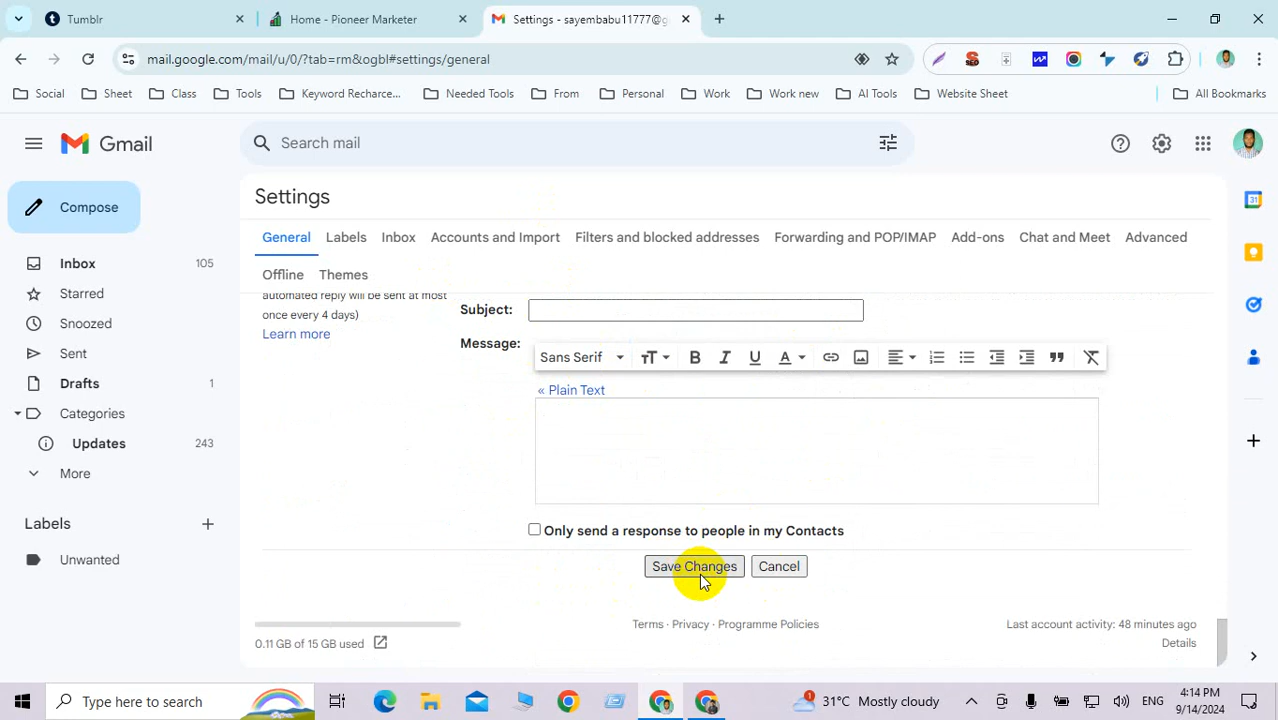 Tumblr
Home - Pioneer Marketer
Settings - sayembabu11777@g
mail.google.com/mail/u/0/?tab=rm&ogbl#settings/general
Social
Sheet
Class
Tools
Keyword Recharce...
Needed Tools
From
Personal
Work
Work new
AI Tools
Website Sheet
All Bookmarks
Gmail
Search mail
Compose
Inbox 105
Starred
Snoozed
Sent
Drafts 1
Categories
Updates 243
More
Labels
Unwanted
Settings
General Labels Inbox Accounts and Import Filters and blocked addresses Forwarding and POP/IMAP Add-ons Chat and Meet Advanced
Offline Themes
automated reply will be sent at most
once every 4 days)
Learn more
Subject:
Message:
Sans Serif
« Plain Text
Only send a response to people in my Contacts
Save Changes Cancel
0.11 GB of 15 GB used
Terms · Privacy · Programme Policies
Last account activity: 48 minutes ago
Details
Type here to search
31°C Mostly cloudy
ENG
4:14 PM
9/14/2024